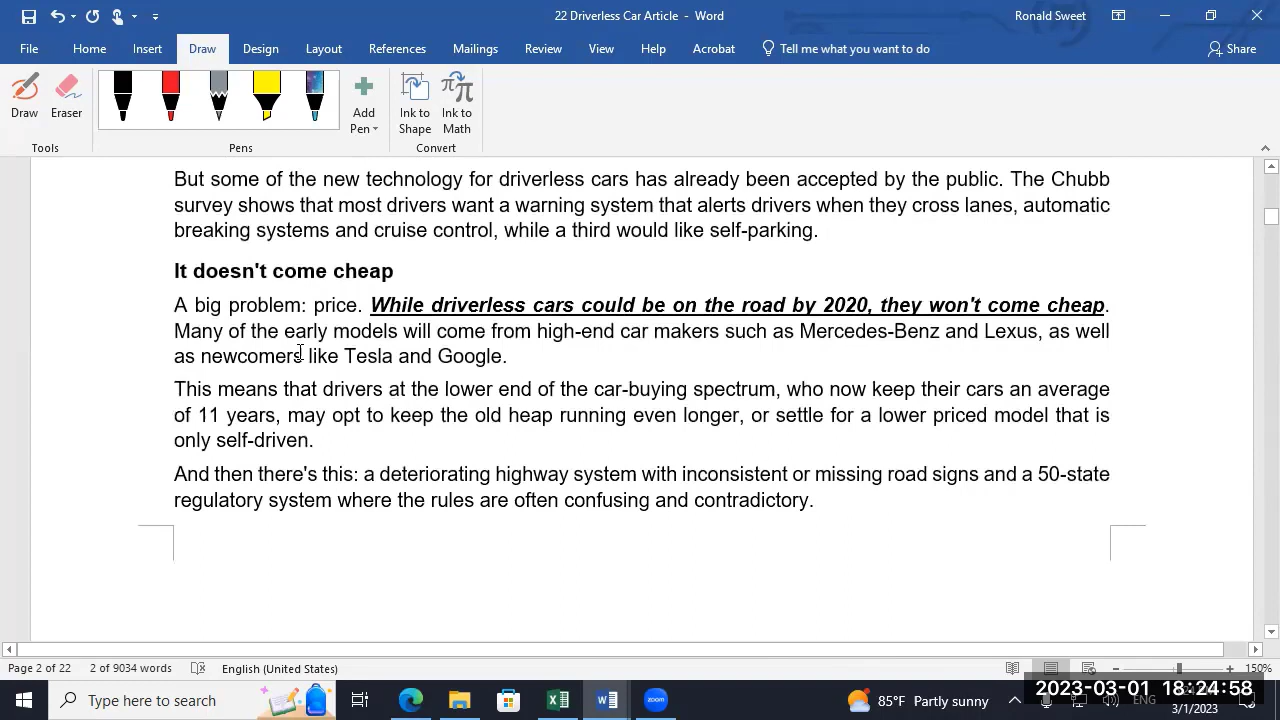 22 Driverless Car Article - Word
Ronald Sweet
File Home Insert Draw Design Layout References Mailings Review View Help Acrobat Tell me what you want to do Share
Draw Eraser Add Pen Ink to Shape Ink to Math
Tools Pens Convert
But some of the new technology for driverless cars has already been accepted by the public. The Chubb
survey shows that most drivers want a warning system that alerts drivers when they cross lanes, automatic
breaking systems and cruise control, while a third would like self-parking.
It doesn't come cheap
A big problem: price. While driverless cars could be on the road by 2020, they won't come cheap.
Many of the early models will come from high-end car makers such as Mercedes-Benz and Lexus, as well
as newcomers like Tesla and Google.
This means that drivers at the lower end of the car-buying spectrum, who now keep their cars an average
of 11 years, may opt to keep the old heap running even longer, or settle for a lower priced model that is
only self-driven.
And then there's this: a deteriorating highway system with inconsistent or missing road signs and a 50-state
regulatory system where the rules are often confusing and contradictory.
Page 2 of 22 2 of 9034 words English (United States) 150%
Type here to search
zoom
85°F Partly sunny
ENG
2023-03-01 18:24:58
3/1/2023